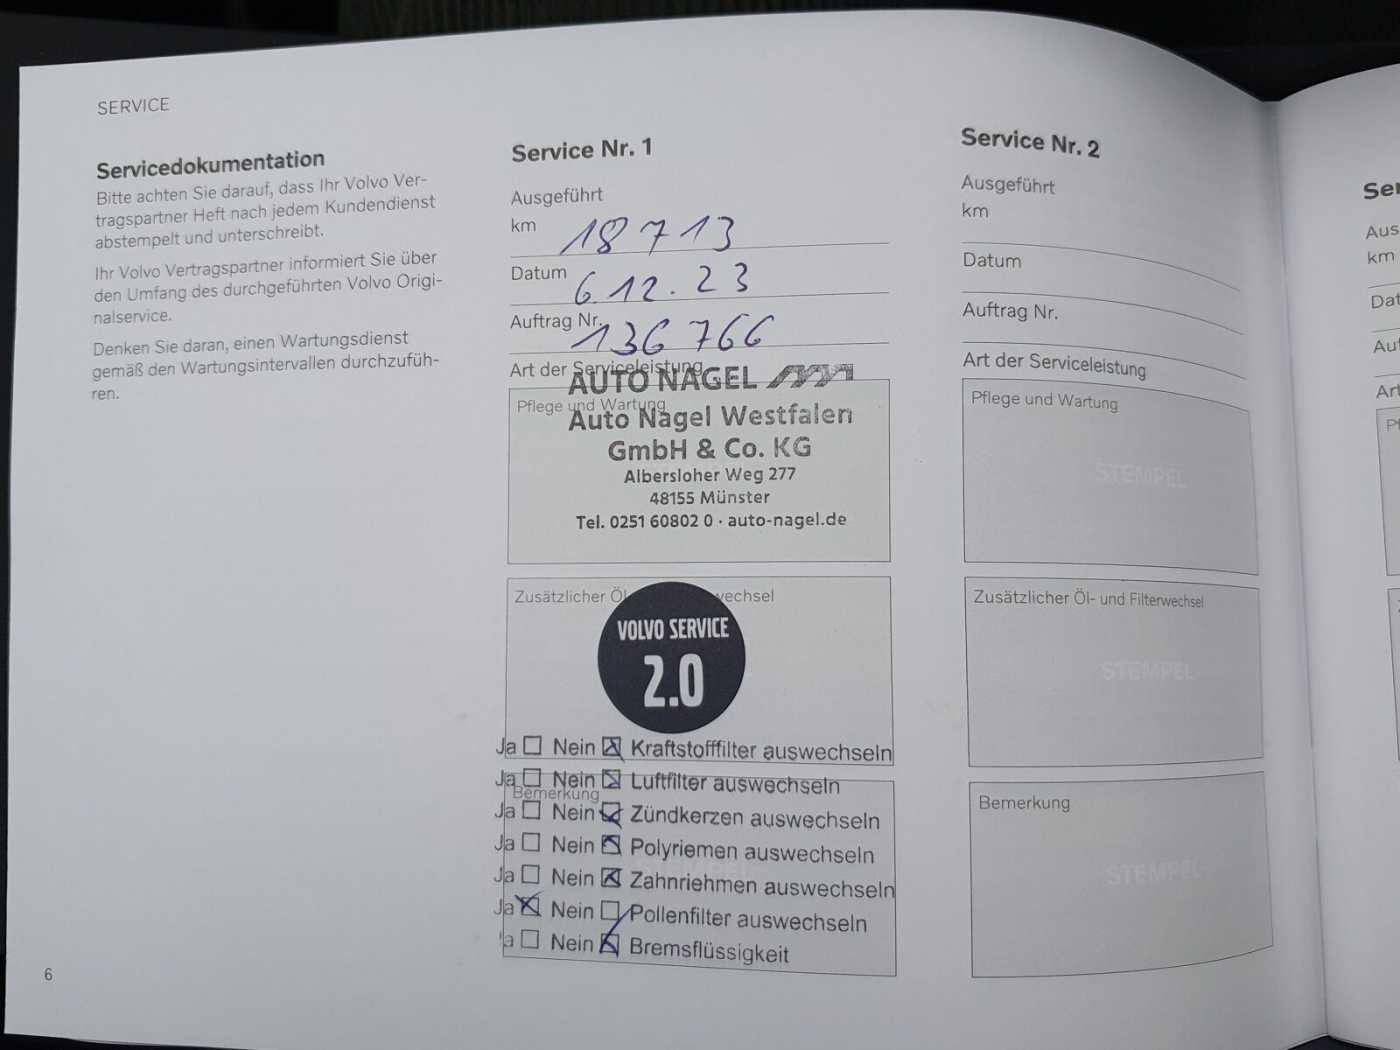 SERVICE
Servicedokumentation
Bitte achten Sie darauf, dass Ihr Volvo Ver-
tragspartner Heft nach jedem Kundendienst
abstempelt und unterschreibt.
Ihr Volvo Vertragspartner informiert Sie über
den Umfang des durchgeführten Volvo Origi-
nalservice.
Denken Sie daran, einen Wartungsdienst
gemäß den Wartungsintervallen durchzufüh-
ren.
6
Service Nr. 1
Ausgeführt
km 18713
Datum 6.12.23
Auftrag Nr. 136766
Art der Serviceleistung
AUTO NAGEL
Pflege und Wartung
Auto Nagel Westfalen
GmbH & Co. KG
Albersloher Weg 277
48155 Münster
Tel. 0251 60802 0 · auto-nagel.de
Zusätzlicher Öl- wechsel
VOLVO SERVICE
2.0
Ja Nein Kraftstofffilter auswechseln
Ja Nein Luftfilter auswechseln
Bemerkung
Ja Nein Zündkerzen auswechseln
Ja Nein Polyriemen auswechseln
Ja Nein Zahnriehmen auswechseln
Ja Nein Pollenfilter auswechseln
Ja Nein Bremsflüssigkeit
Service Nr. 2
Ausgeführt
km
Datum
Auftrag Nr.
Art der Serviceleistung
Pflege und Wartung
STEMPEL
Zusätzlicher Öl- und Filterwechsel
STEMPEL
Bemerkung
STEMPEL
Aus
km
Dat
Auf
Art